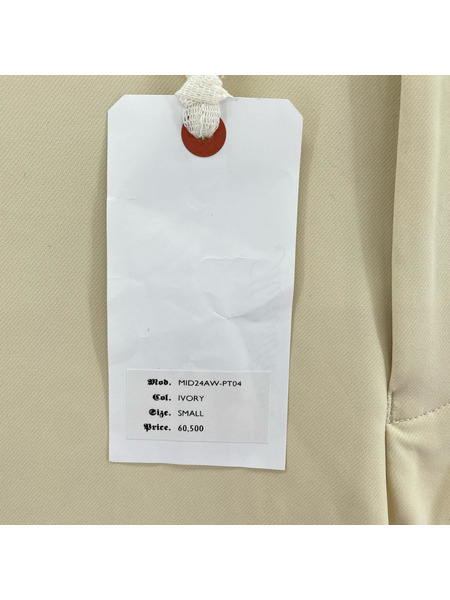 Mod. MID24AW-PT04
Col. IVORY
Size. SMALL
Price. 60,500